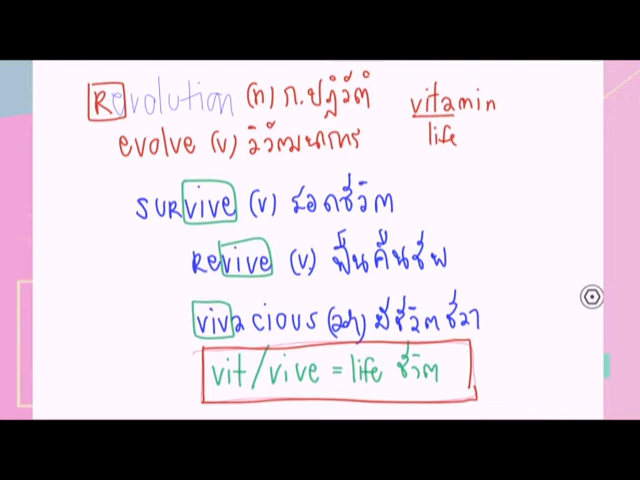 Revolution (n) ก.ปฏิวัติ
vitamin
life
evolve (v) วิวัฒนาการ
survive (v) รอดชีวิต
Revive (v) ฟื้นคืนชีพ
vivacious (adj) มีชีวิตชีวา
vit/vive = life ชีวิต